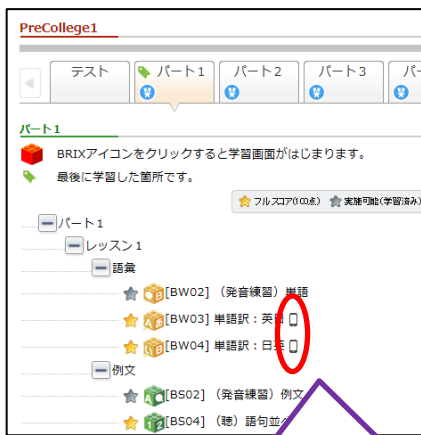 PreCollege1
テスト
パート1
パート2
パート3
パート1
BRIXアイコンをクリックすると学習画面がはじまります。
最後に学習した箇所です。
フルスコア(100点) 実施可能(学習済み)
パート1
レッスン1
語彙
[BW02] （発音練習）単語
[BW03] 単語訳：英日
[BW04] 単語訳：日英
例文
[BS02] （発音練習）例文
[BS04] （聴）語句並